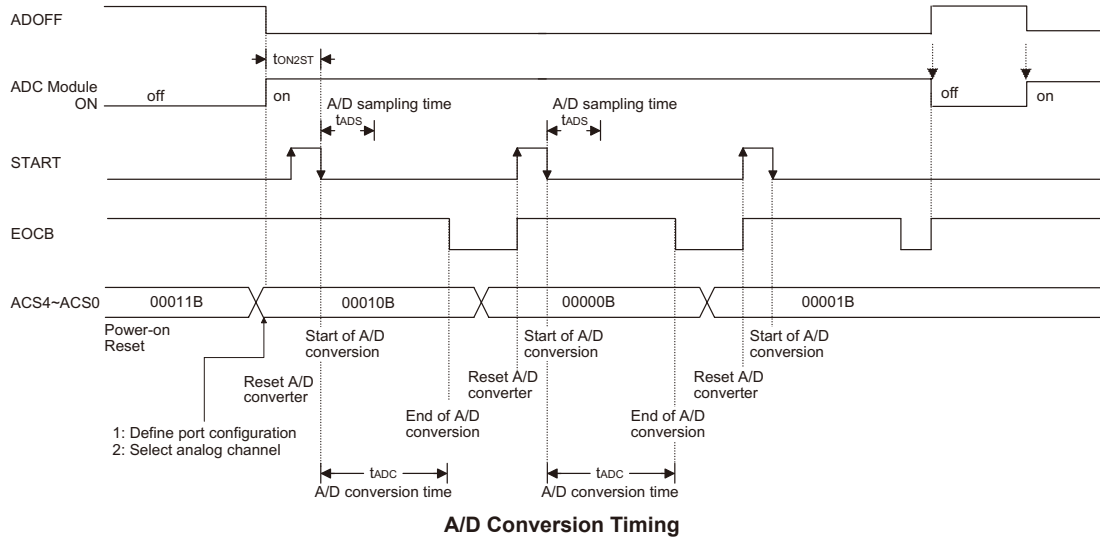 ADOFF
tON2ST
ADC Module
ON
off
on
A/D sampling time
tADS
A/D sampling time
tADS
off
on
START
EOCB
ACS4~ACS0
00011B
00010B
00000B
00001B
Power-on
Reset
Start of A/D
conversion
Start of A/D
conversion
Start of A/D
conversion
Reset A/D
converter
Reset A/D
converter
Reset A/D
converter
End of A/D
conversion
End of A/D
conversion
1: Define port configuration
2: Select analog channel
tADC
A/D conversion time
tADC
A/D conversion time
A/D Conversion Timing